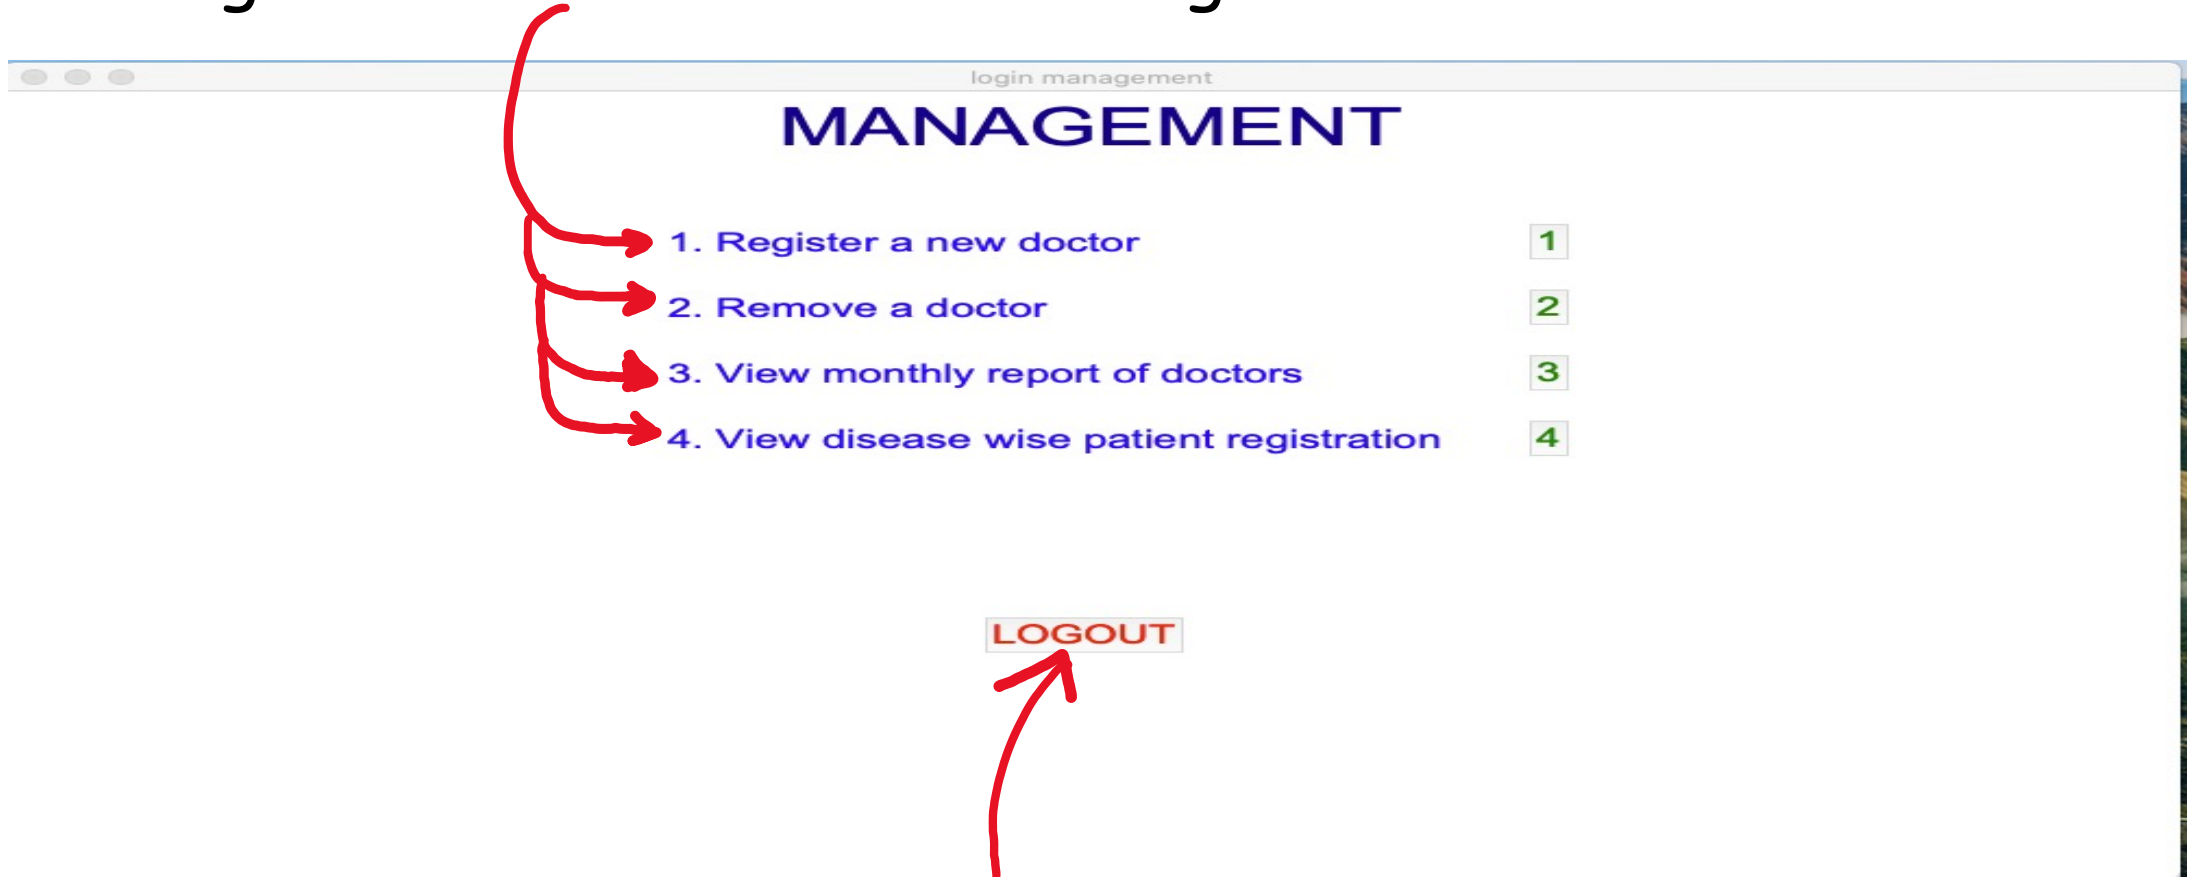 login management
MANAGEMENT
1. Register a new doctor 1
2. Remove a doctor 2
3. View monthly report of doctors 3
4. View disease wise patient registration 4
LOGOUT